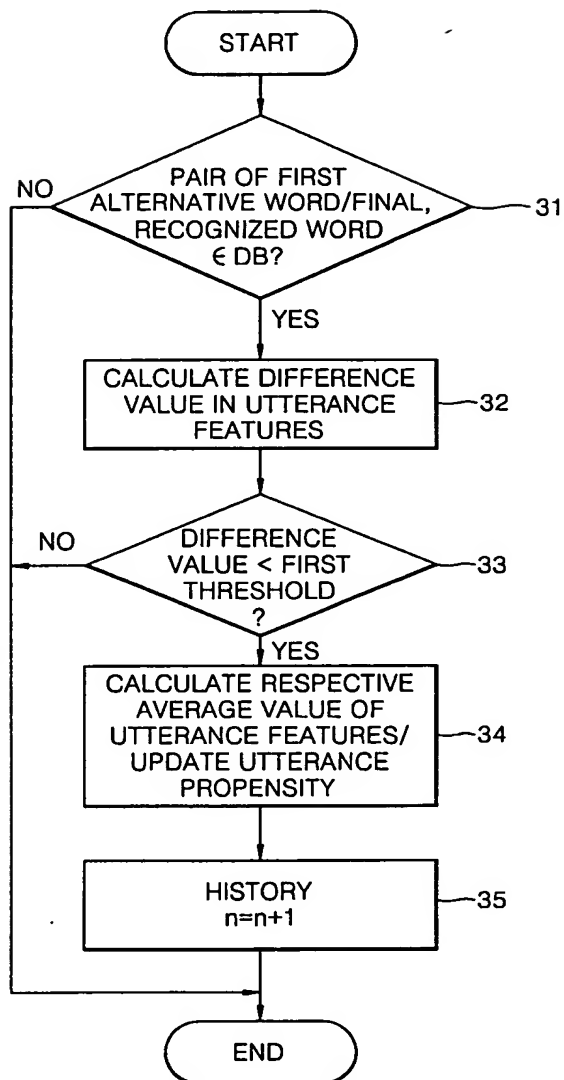 START
NO
PAIR OF FIRST
ALTERNATIVE WORD/FINAL,
RECOGNIZED WORD
∈ DB?
31
YES
CALCULATE DIFFERENCE
VALUE IN UTTERANCE
FEATURES
32
NO
DIFFERENCE
VALUE < FIRST
THRESHOLD
?
33
YES
CALCULATE RESPECTIVE
AVERAGE VALUE OF
UTTERANCE FEATURES/
UPDATE UTTERANCE
PROPENSITY
34
HISTORY
n=n+1
35
END